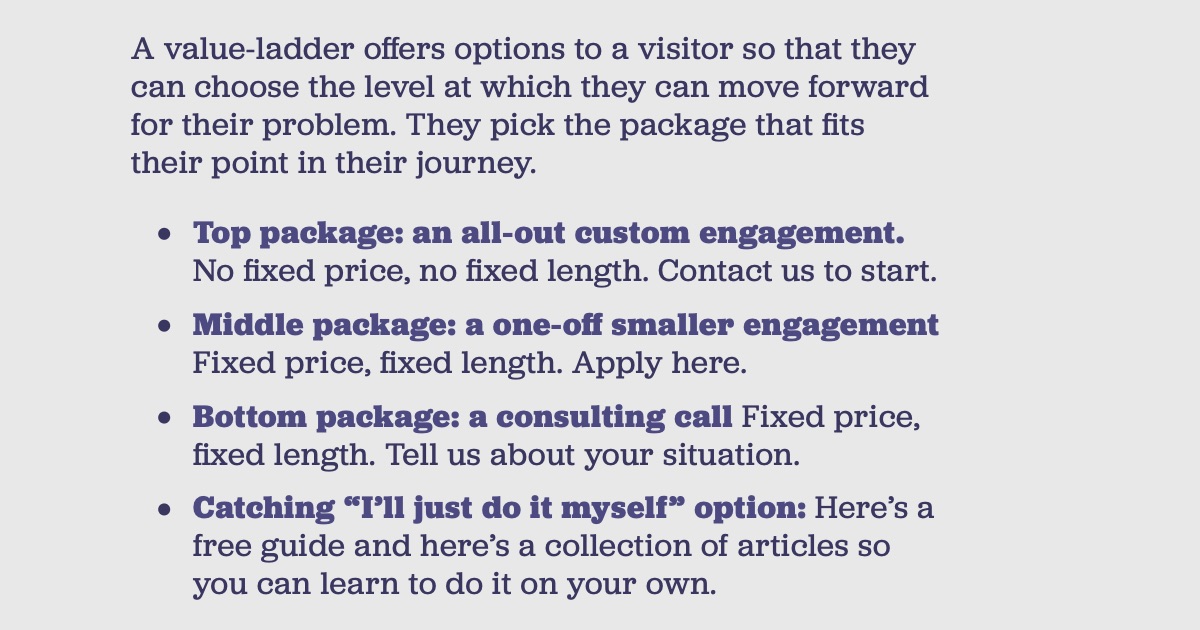 A value-ladder offers options to a visitor so that they
can choose the level at which they can move forward
for their problem. They pick the package that fits
their point in their journey.
• Top package: an all-out custom engagement.
No fixed price, no fixed length. Contact us to start.
• Middle package: a one-off smaller engagement
Fixed price, fixed length. Apply here.
• Bottom package: a consulting call Fixed price,
fixed length. Tell us about your situation.
• Catching “I’ll just do it myself” option: Here’s a
free guide and here’s a collection of articles so
you can learn to do it on your own.